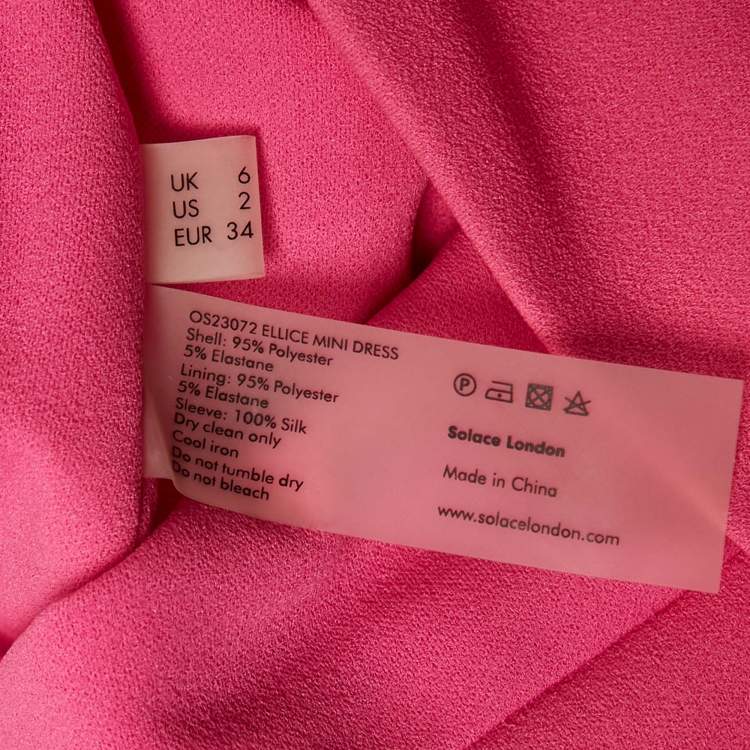 UK 6
US 2
EUR 34
OS23072 ELLICE MINI DRESS
Shell: 95% Polyester
5% Elastane
Lining: 95% Polyester
5% Elastane
Sleeve: 100% Silk
Dry clean only
Cool iron
Do not tumble dry
Do not bleach
P
Solace London
Made in China
www.solacelondon.com